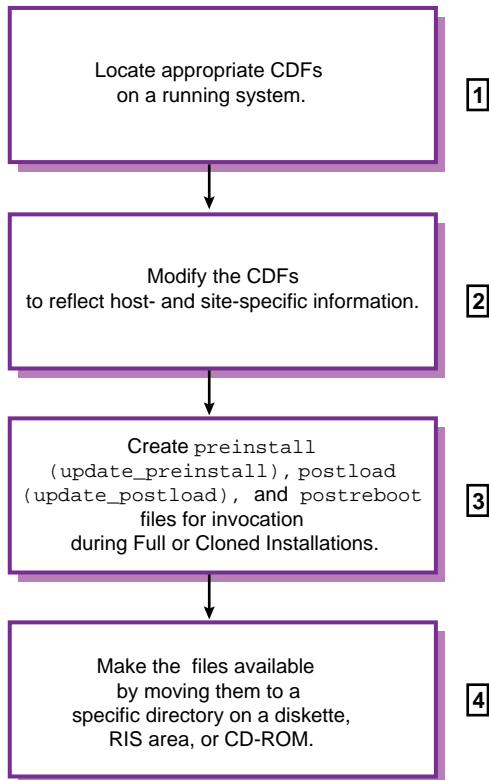 Locate appropriate CDFs
on a running system.
1
Modify the CDFs
to reflect host- and site-specific information.
2
Create preinstall
(update_preinstall), postload
(update_postload), and postreboot
files for invocation
during Full or Cloned Installations.
3
Make the files available
by moving them to a
specific directory on a diskette,
RIS area, or CD-ROM.
4